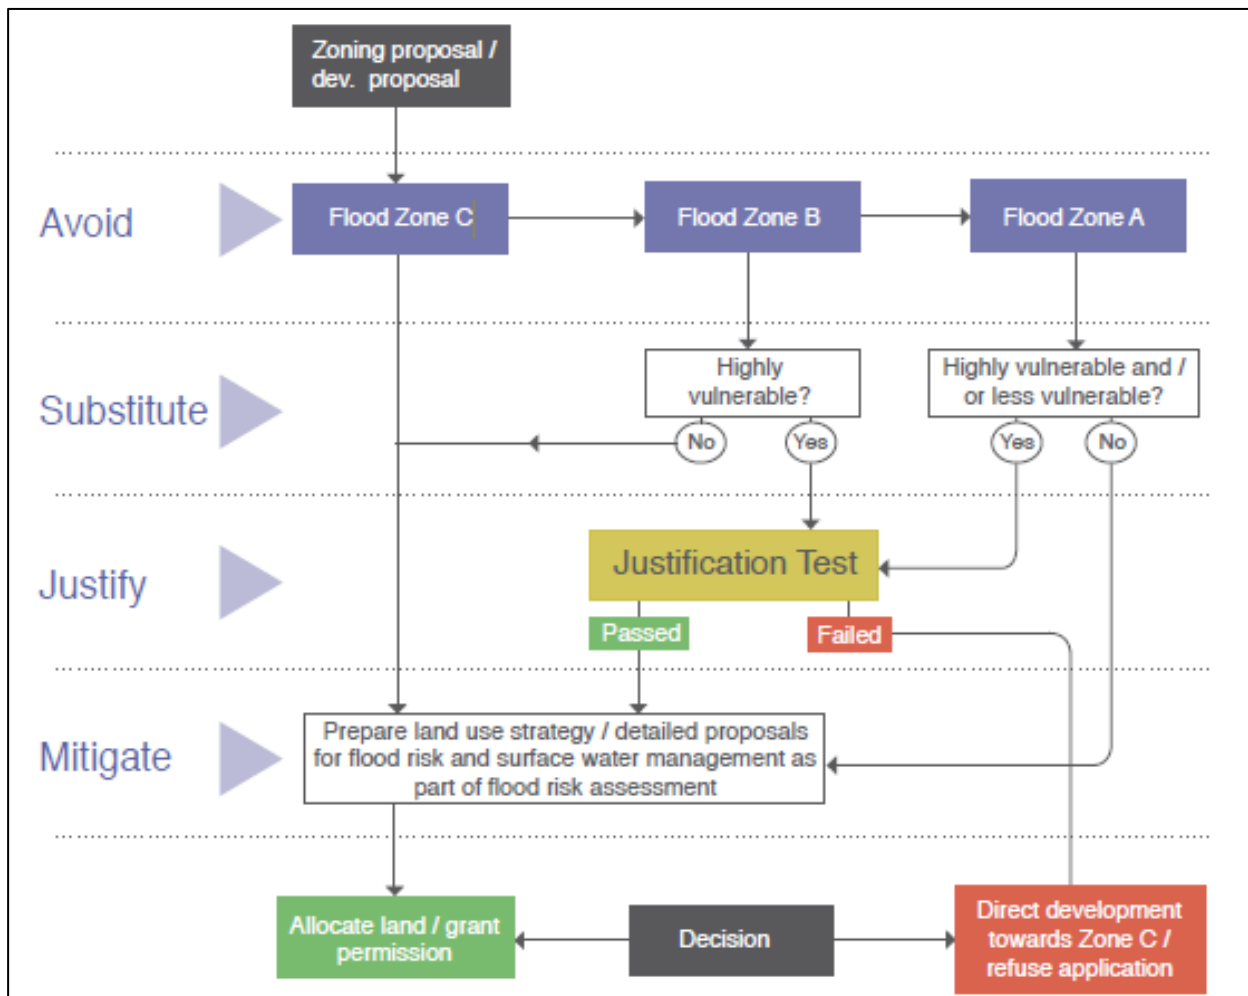 Zoning proposal /
dev. proposal
Avoid
Flood Zone C
Flood Zone B
Flood Zone A
Substitute
Highly
vulnerable?
No
Yes
Highly vulnerable and /
or less vulnerable?
Yes
No
Justify
Justification Test
Passed
Failed
Mitigate
Prepare land use strategy / detailed proposals
for flood risk and surface water management as
part of flood risk assessment
Allocate land / grant
permission
Decision
Direct development
towards Zone C /
refuse application